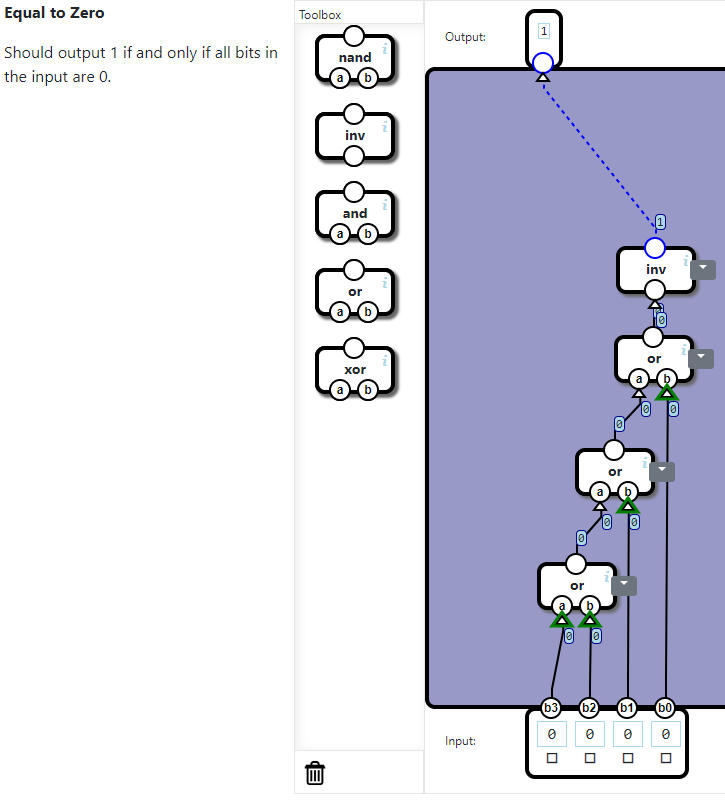 Equal to Zero
Should output 1 if and only if all bits in
the input are 0.
Toolbox
nand
i
a b
inv
i
and
i
a b
or
i
a b
xor
i
a b
Output:
1
1
inv
i
0
or
i
a b
0 0
0
or
i
a b
0 0
0
or
i
a b
0 0
b3 b2 b1 b0
Input:
0 0 0 0